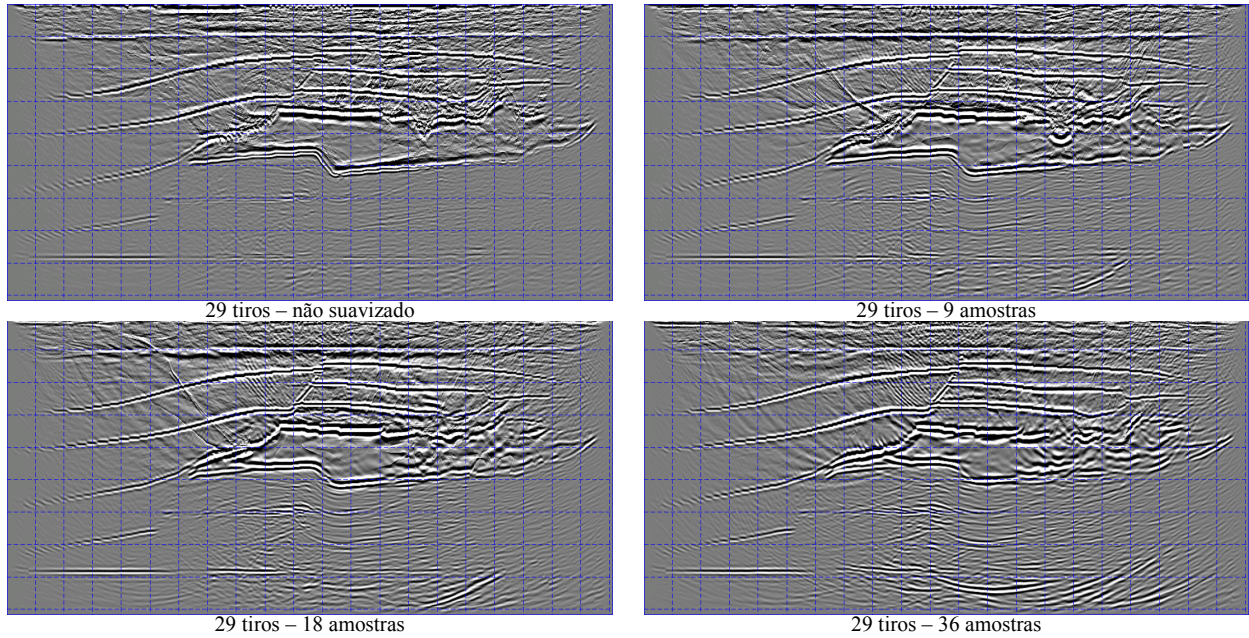 29 tiros – não suavizado
29 tiros – 9 amostras
29 tiros – 18 amostras
29 tiros – 36 amostras